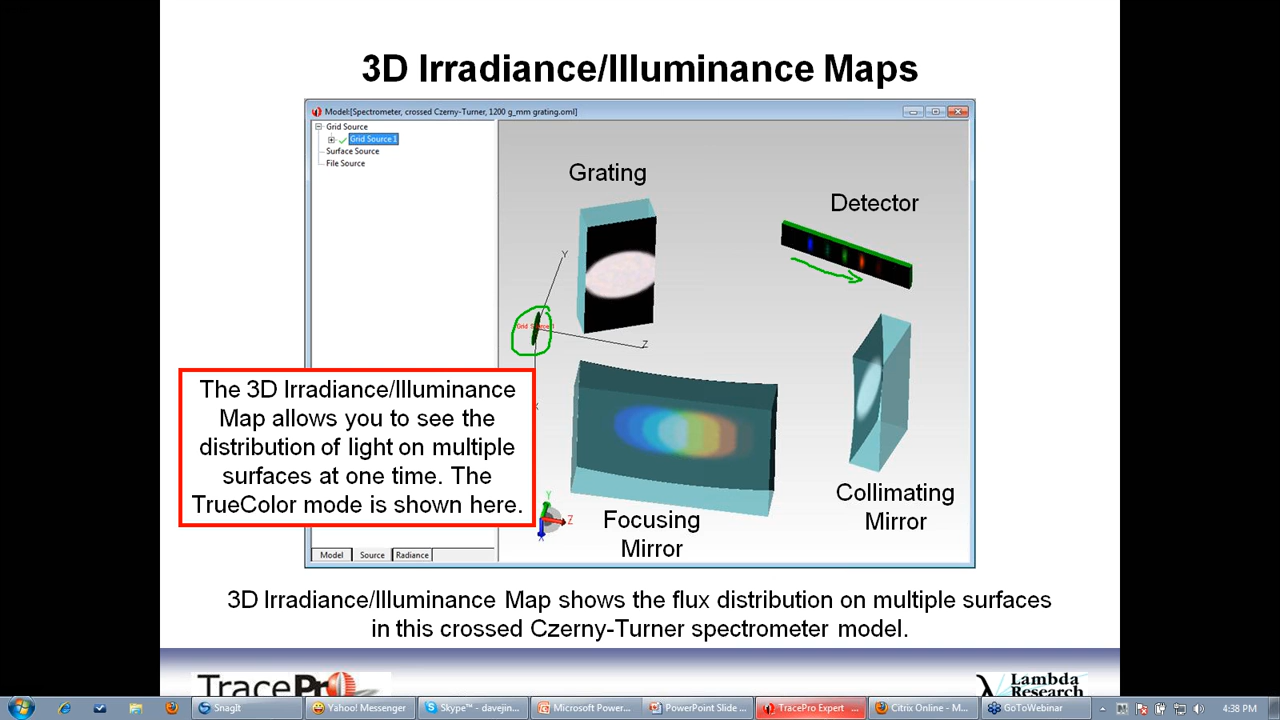 3D Irradiance/Illuminance Maps
Model:[Spectrometer, crossed Czerny-Turner, 1200 g_mm grating.oml]
Grid Source
Grid Source 1
Surface Source
File Source
Grating
Detector
Y
Z
X
The 3D Irradiance/Illuminance
Map allows you to see the
distribution of light on multiple
surfaces at one time. The
TrueColor mode is shown here.
Y
Z
X
Focusing
Mirror
Collimating
Mirror
Model
Source
Radiance
3D Irradiance/Illuminance Map shows the flux distribution on multiple surfaces
in this crossed Czerny-Turner spectrometer model.
TracePro
Lambda
Research
SnagIt
Yahoo! Messenger
Skype™ - davejin...
Microsoft Powe...
PowerPoint Slide ...
TracePro Expert ...
Citrix Online - M...
GoToWebinar
4:38 PM